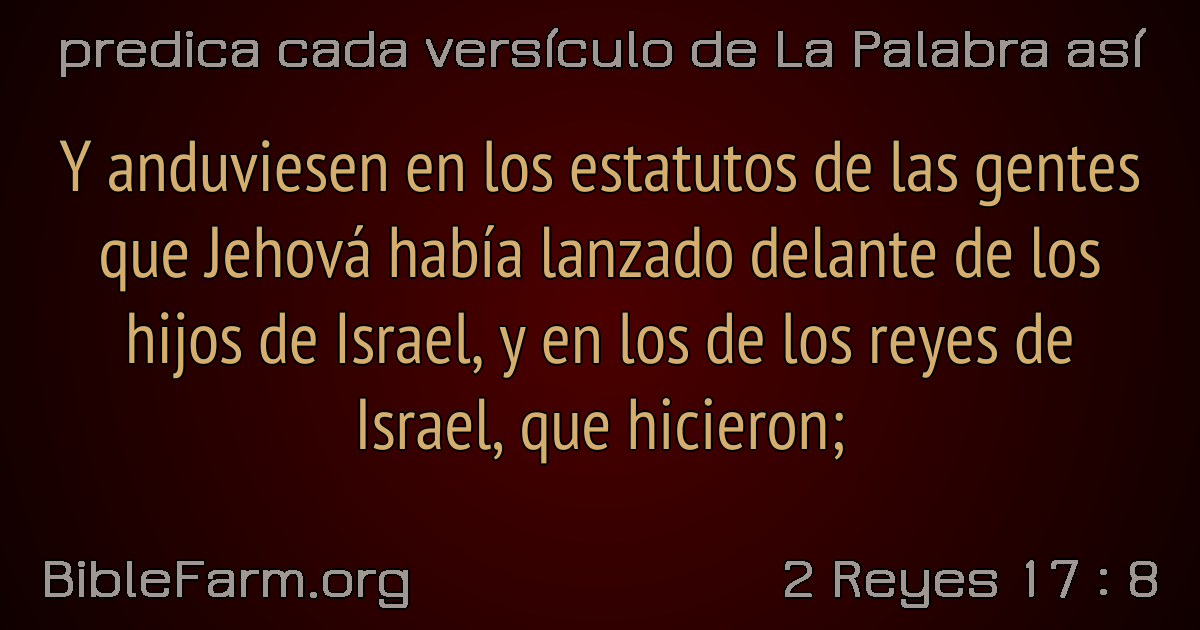 predica cada versículo de La Palabra así
Y anduviesen en los estatutos de las gentes
que Jehová había lanzado delante de los
hijos de Israel, y en los de los reyes de
Israel, que hicieron;
BibleFarm.org
2 Reyes 17 : 8